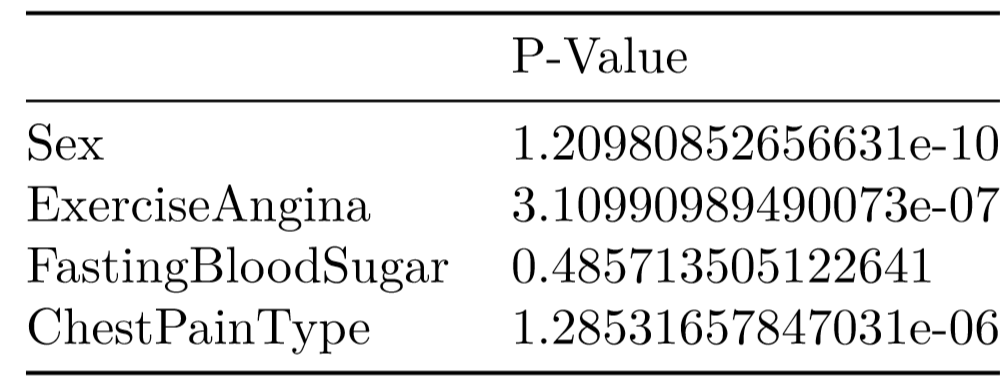 P-Value
Sex 1.20980852656631e-10
ExerciseAngina 3.10990989490073e-07
FastingBloodSugar 0.485713505122641
ChestPainType 1.28531657847031e-06